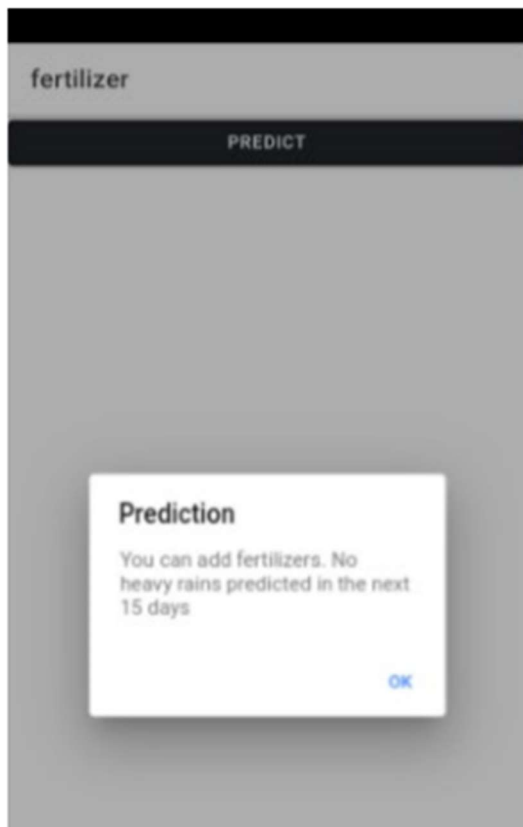 fertilizer
PREDICT
Prediction
You can add fertilizers. No
heavy rains predicted in the next
15 days
OK